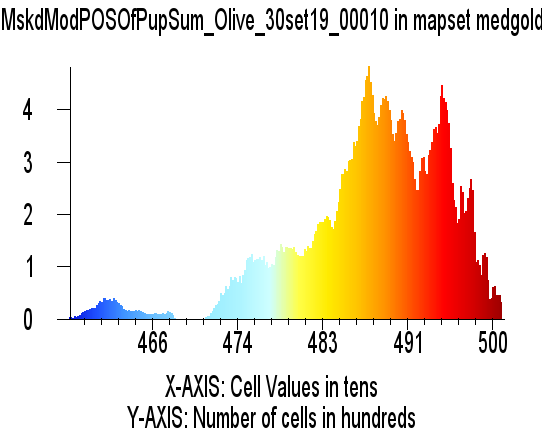 MskdModPOSOfPupSum_Olive_30set19_00010 in mapset medgold
4
3
2
1
0
466 474 483 491 500
X-AXIS: Cell Values in tens
Y-AXIS: Number of cells in hundreds